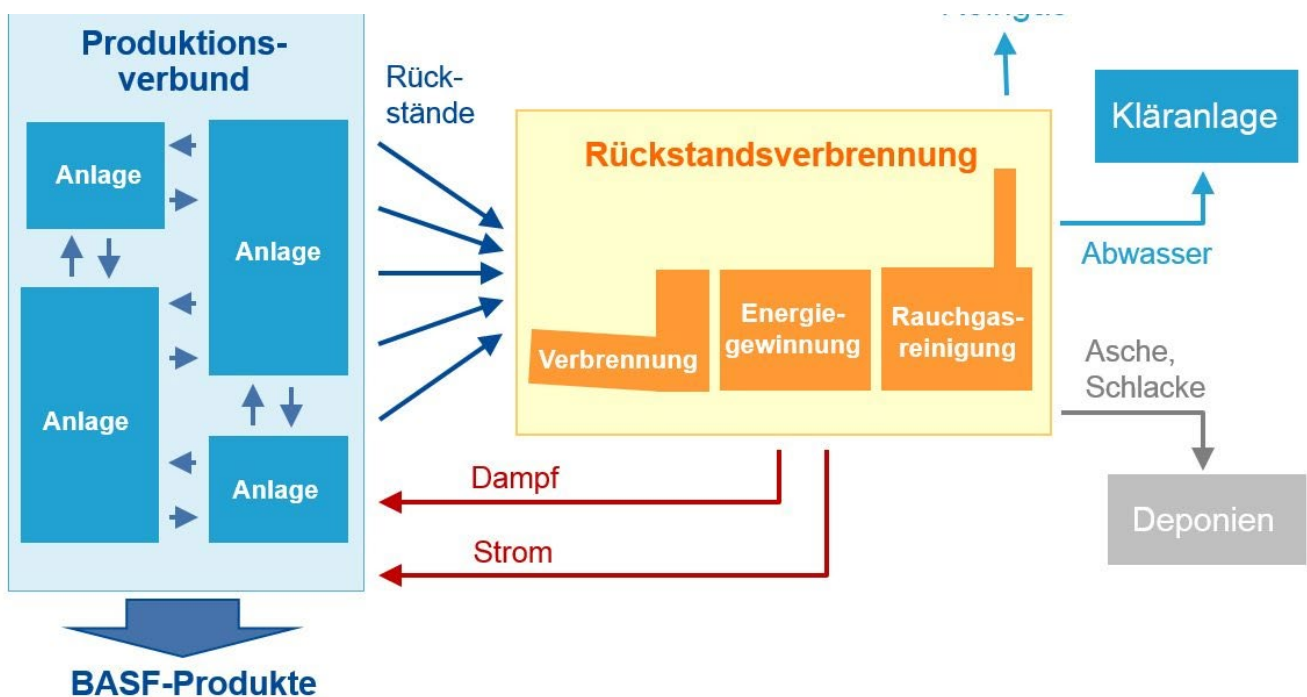 Produktions-
verbund
Anlage
Anlage
Anlage
Anlage
BASF-Produkte
Rück-
stände
Rückstandsverbrennung
Verbrennung
Energie-
gewinnung
Rauchgas-
reinigung
Dampf
Strom
Kläranlage
Abwasser
Asche,
Schlacke
Deponien